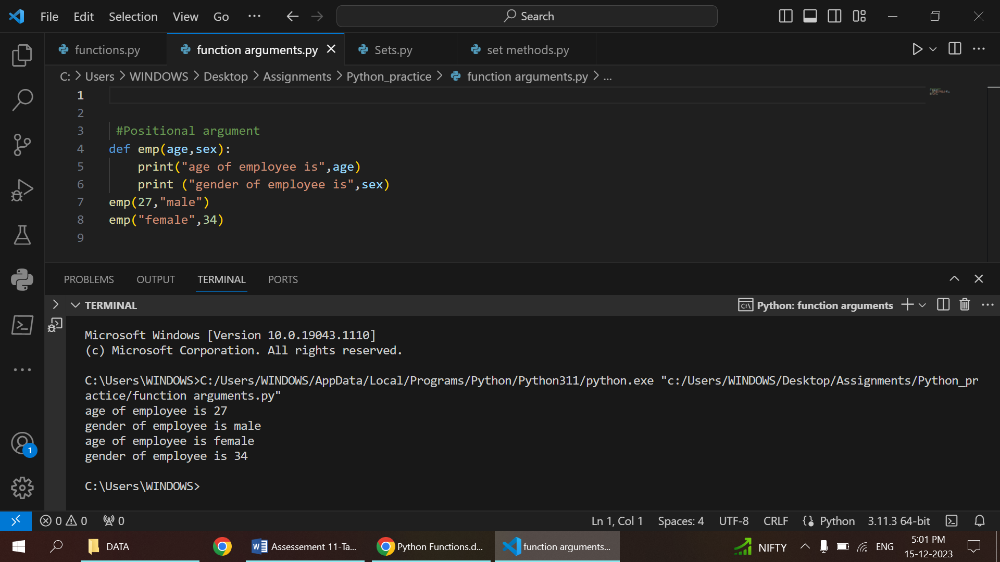 File Edit Selection View Go ··· Search
functions.py function arguments.py Sets.py set methods.py
C: > Users > WINDOWS > Desktop > Assignments > Python_practice > function arguments.py > ...
1
2
3 #Positional argument
4 def emp(age,sex):
5 print("age of employee is",age)
6 print ("gender of employee is",sex)
7 emp(27,"male")
8 emp("female",34)
9
PROBLEMS OUTPUT TERMINAL PORTS
TERMINAL Python: function arguments
Microsoft Windows [Version 10.0.19043.1110]
(c) Microsoft Corporation. All rights reserved.
C:\Users\WINDOWS>C:/Users/WINDOWS/AppData/Local/Programs/Python/Python311/python.exe "c:/Users/WINDOWS/Desktop/Assignments/Python_pr
actice/function arguments.py"
age of employee is 27
gender of employee is male
age of employee is female
gender of employee is 34
C:\Users\WINDOWS>
1
0 0 0 Ln 1, Col 1 Spaces: 4 UTF-8 CRLF Python 3.11.3 64-bit
DATA Assessement 11-Ta... Python Functions.d... function arguments... NIFTY ENG 5:01 PM
15-12-2023